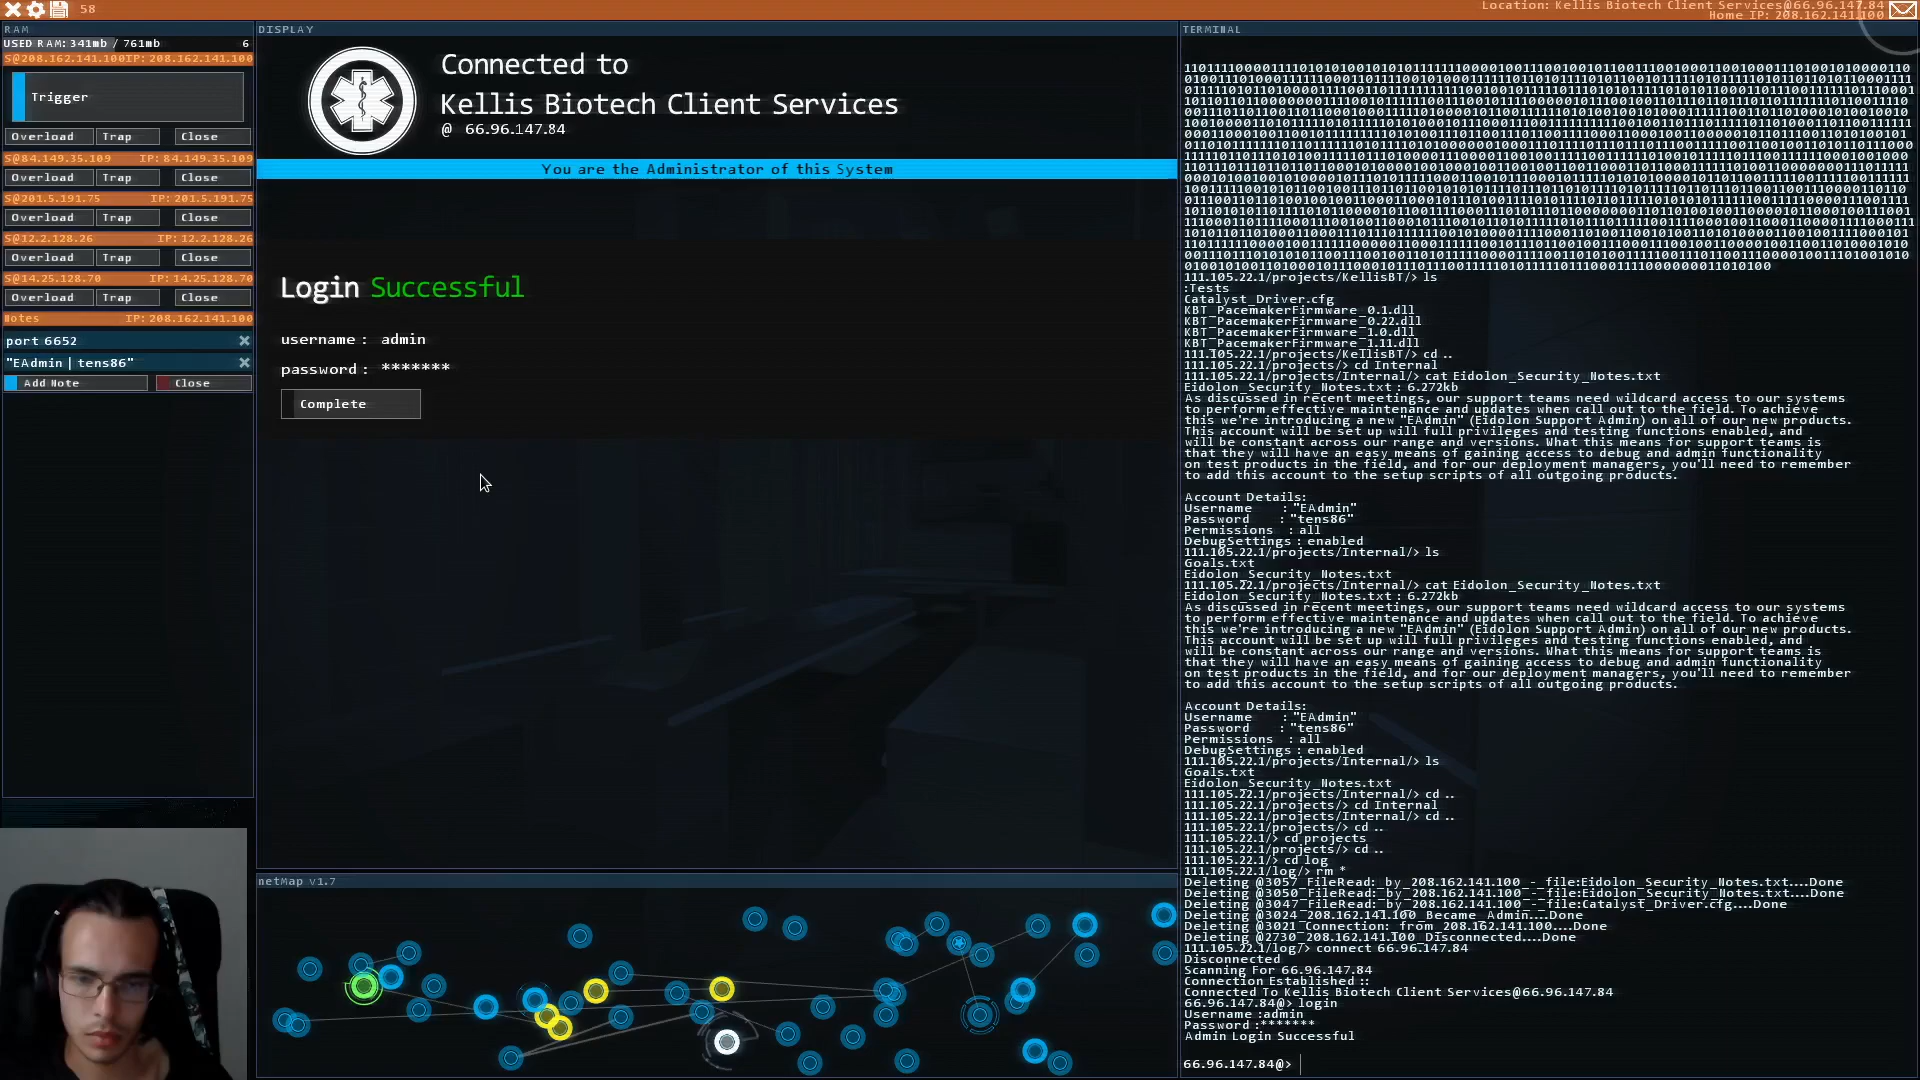 58
Location: Kellis Biotech Client Services@66.96.147.84
Home IP: 208.162.141.100
RAM
USED RAM: 341mb / 761mb 6
S@208.162.141.100IP: 208.162.141.100
Trigger
Overload Trap Close
S@84.149.35.109 IP: 84.149.35.109
Overload Trap Close
S@201.5.191.75 IP: 201.5.191.75
Overload Trap Close
S@12.2.128.26 IP: 12.2.128.26
Overload Trap Close
S@14.25.128.70 IP: 14.25.128.70
Overload Trap Close
Notes IP: 208.162.141.100
port 6652
"EAdmin | tens86"
Add Note Close
DISPLAY
Connected to
Kellis Biotech Client Services
@ 66.96.147.84
You are the Administrator of this System
Login Successful
username : admin
password : *******
Complete
netMap v1.7
TERMINAL
111.105.22.1/projects/KellisBT/> ls
:Tests
Catalyst_Driver.cfg
KBT_PacemakerFirmware_0.1.dll
KBT_PacemakerFirmware_0.22.dll
KBT_PacemakerFirmware_1.0.dll
KBT_PacemakerFirmware_1.11.dll
111.105.22.1/projects/KellisBT/> cd ..
111.105.22.1/projects/> cd Internal
111.105.22.1/projects/Internal/> cat Eidolon_Security_Notes.txt
Eidolon_Security_Notes.txt : 6.272kb
As discussed in recent meetings, our support teams need wildcard access to our systems
to perform effective maintenance and updates when call out to the field. To achieve
this we're introducing a new "EAdmin" (Eidolon Support Admin) on all of our new products.
This account will be set up will full privileges and testing functions enabled, and
will be constant across our range and versions. What this means for support teams is
that they will have an easy means of gaining access to debug and admin functionality
on test products in the field, and for our deployment managers, you'll need to remember
to add this account to the setup scripts of all outgoing products.
Account Details:
Username : "EAdmin"
Password : "tens86"
Permissions : all
DebugSettings : enabled
111.105.22.1/projects/Internal/> ls
Goals.txt
Eidolon_Security_Notes.txt
111.105.22.1/projects/Internal/> cat Eidolon_Security_Notes.txt
Eidolon_Security_Notes.txt : 6.272kb
As discussed in recent meetings, our support teams need wildcard access to our systems
to perform effective maintenance and updates when call out to the field. To achieve
this we're introducing a new "EAdmin" (Eidolon Support Admin) on all of our new products.
This account will be set up will full privileges and testing functions enabled, and
will be constant across our range and versions. What this means for support teams is
that they will have an easy means of gaining access to debug and admin functionality
on test products in the field, and for our deployment managers, you'll need to remember
to add this account to the setup scripts of all outgoing products.
Account Details:
Username : "EAdmin"
Password : "tens86"
Permissions : all
DebugSettings : enabled
111.105.22.1/projects/Internal/> ls
Goals.txt
Eidolon_Security_Notes.txt
111.105.22.1/projects/Internal/> cd ..
111.105.22.1/projects/> cd Internal
111.105.22.1/projects/Internal/> cd ..
111.105.22.1/projects/> cd ..
111.105.22.1/> cd projects
111.105.22.1/projects/> cd ..
111.105.22.1/> cd log
111.105.22.1/log/> rm *
Deleting @3057_FileRead:_by_208.162.141.100_-_file:Eidolon_Security_Notes.txt....Done
Deleting @3050_FileRead:_by_208.162.141.100_-_file:Eidolon_Security_Notes.txt....Done
Deleting @3047_FileRead:_by_208.162.141.100_-_file:Catalyst_Driver.cfg....Done
Deleting @3024_208.162.141.100_Became_Admin....Done
Deleting @3021_Connection:_from_208.162.141.100....Done
Deleting @2730_208.162.141.100_Disconnected....Done
111.105.22.1/log/> connect 66.96.147.84
Disconnected
Scanning For 66.96.147.84
Connection Established ::
Connected To Kellis Biotech Client Services@66.96.147.84
66.96.147.84@> login
Username :admin
Password :*******
Admin Login Successful
66.96.147.84@>